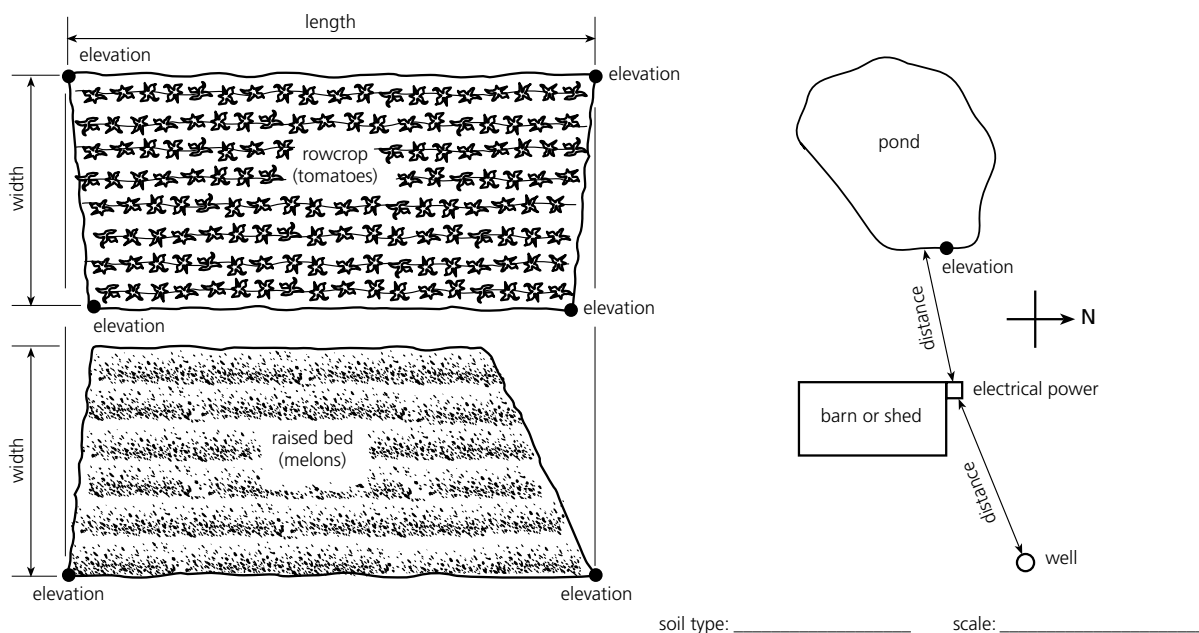 length
elevation
elevation
width
rowcrop
(tomatoes)
elevation
elevation
width
raised bed
(melons)
elevation
elevation
pond
elevation
distance
N
electrical power
barn or shed
distance
well
soil type: ____________________ scale: ____________________